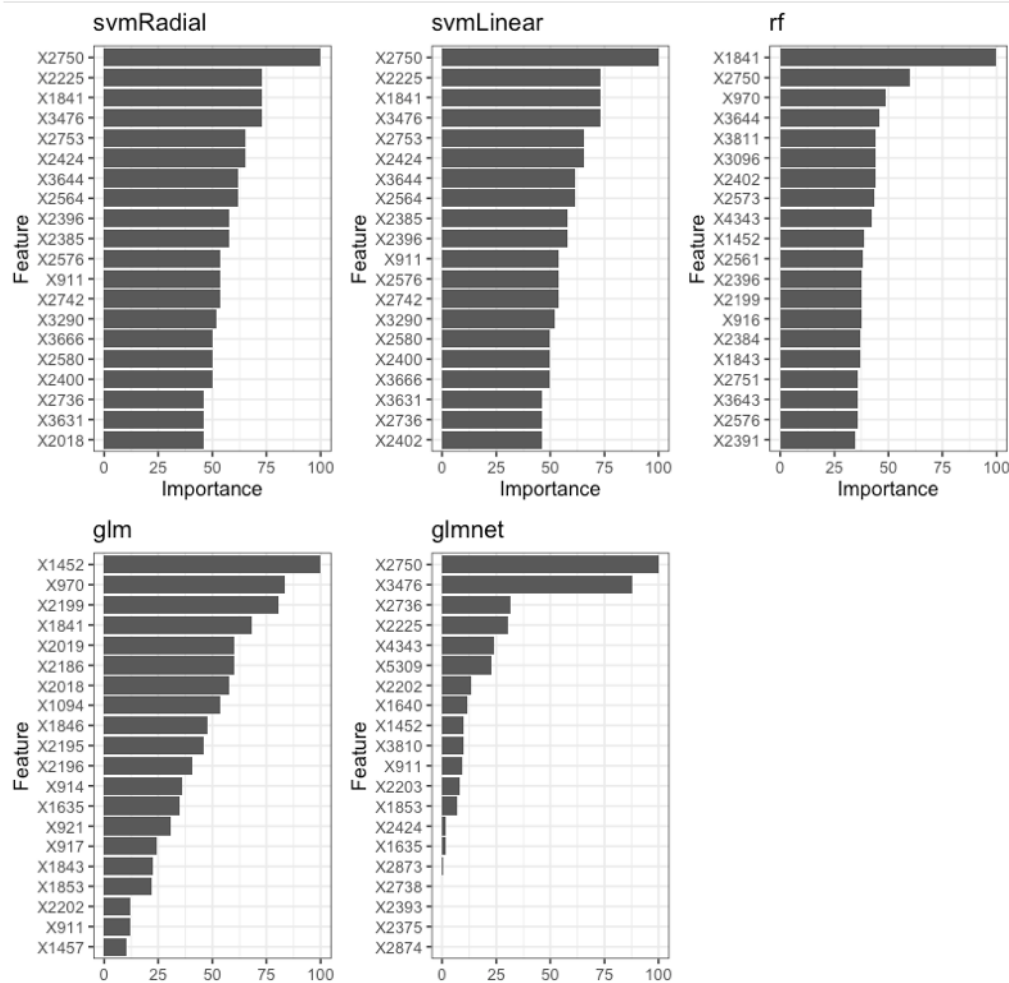 svmRadial
X2750
X2225
X1841
X3476
X2753
X2424
X3644
X2564
X2396
X2385
X2576
X911
X2742
X3290
X3666
X2580
X2400
X2736
X3631
X2018
Feature
0 25 50 75 100
Importance
svmLinear
X2750
X2225
X1841
X3476
X2753
X2424
X3644
X2564
X2385
X2396
X911
X2576
X2742
X3290
X2580
X2400
X3666
X3631
X2736
X2402
Feature
0 25 50 75 100
Importance
rf
X1841
X2750
X970
X3644
X3811
X3096
X2402
X2573
X4343
X1452
X2561
X2396
X2199
X916
X2384
X1843
X2751
X3643
X2576
X2391
Feature
0 25 50 75 100
Importance
glm
X1452
X970
X2199
X1841
X2019
X2186
X2018
X1094
X1846
X2195
X2196
X914
X1635
X921
X917
X1843
X1853
X2202
X911
X1457
Feature
0 25 50 75 100
glmnet
X2750
X3476
X2736
X2225
X4343
X5309
X2202
X1640
X1452
X3810
X911
X2203
X1853
X2424
X1635
X2873
X2738
X2393
X2375
X2874
Feature
0 25 50 75 100